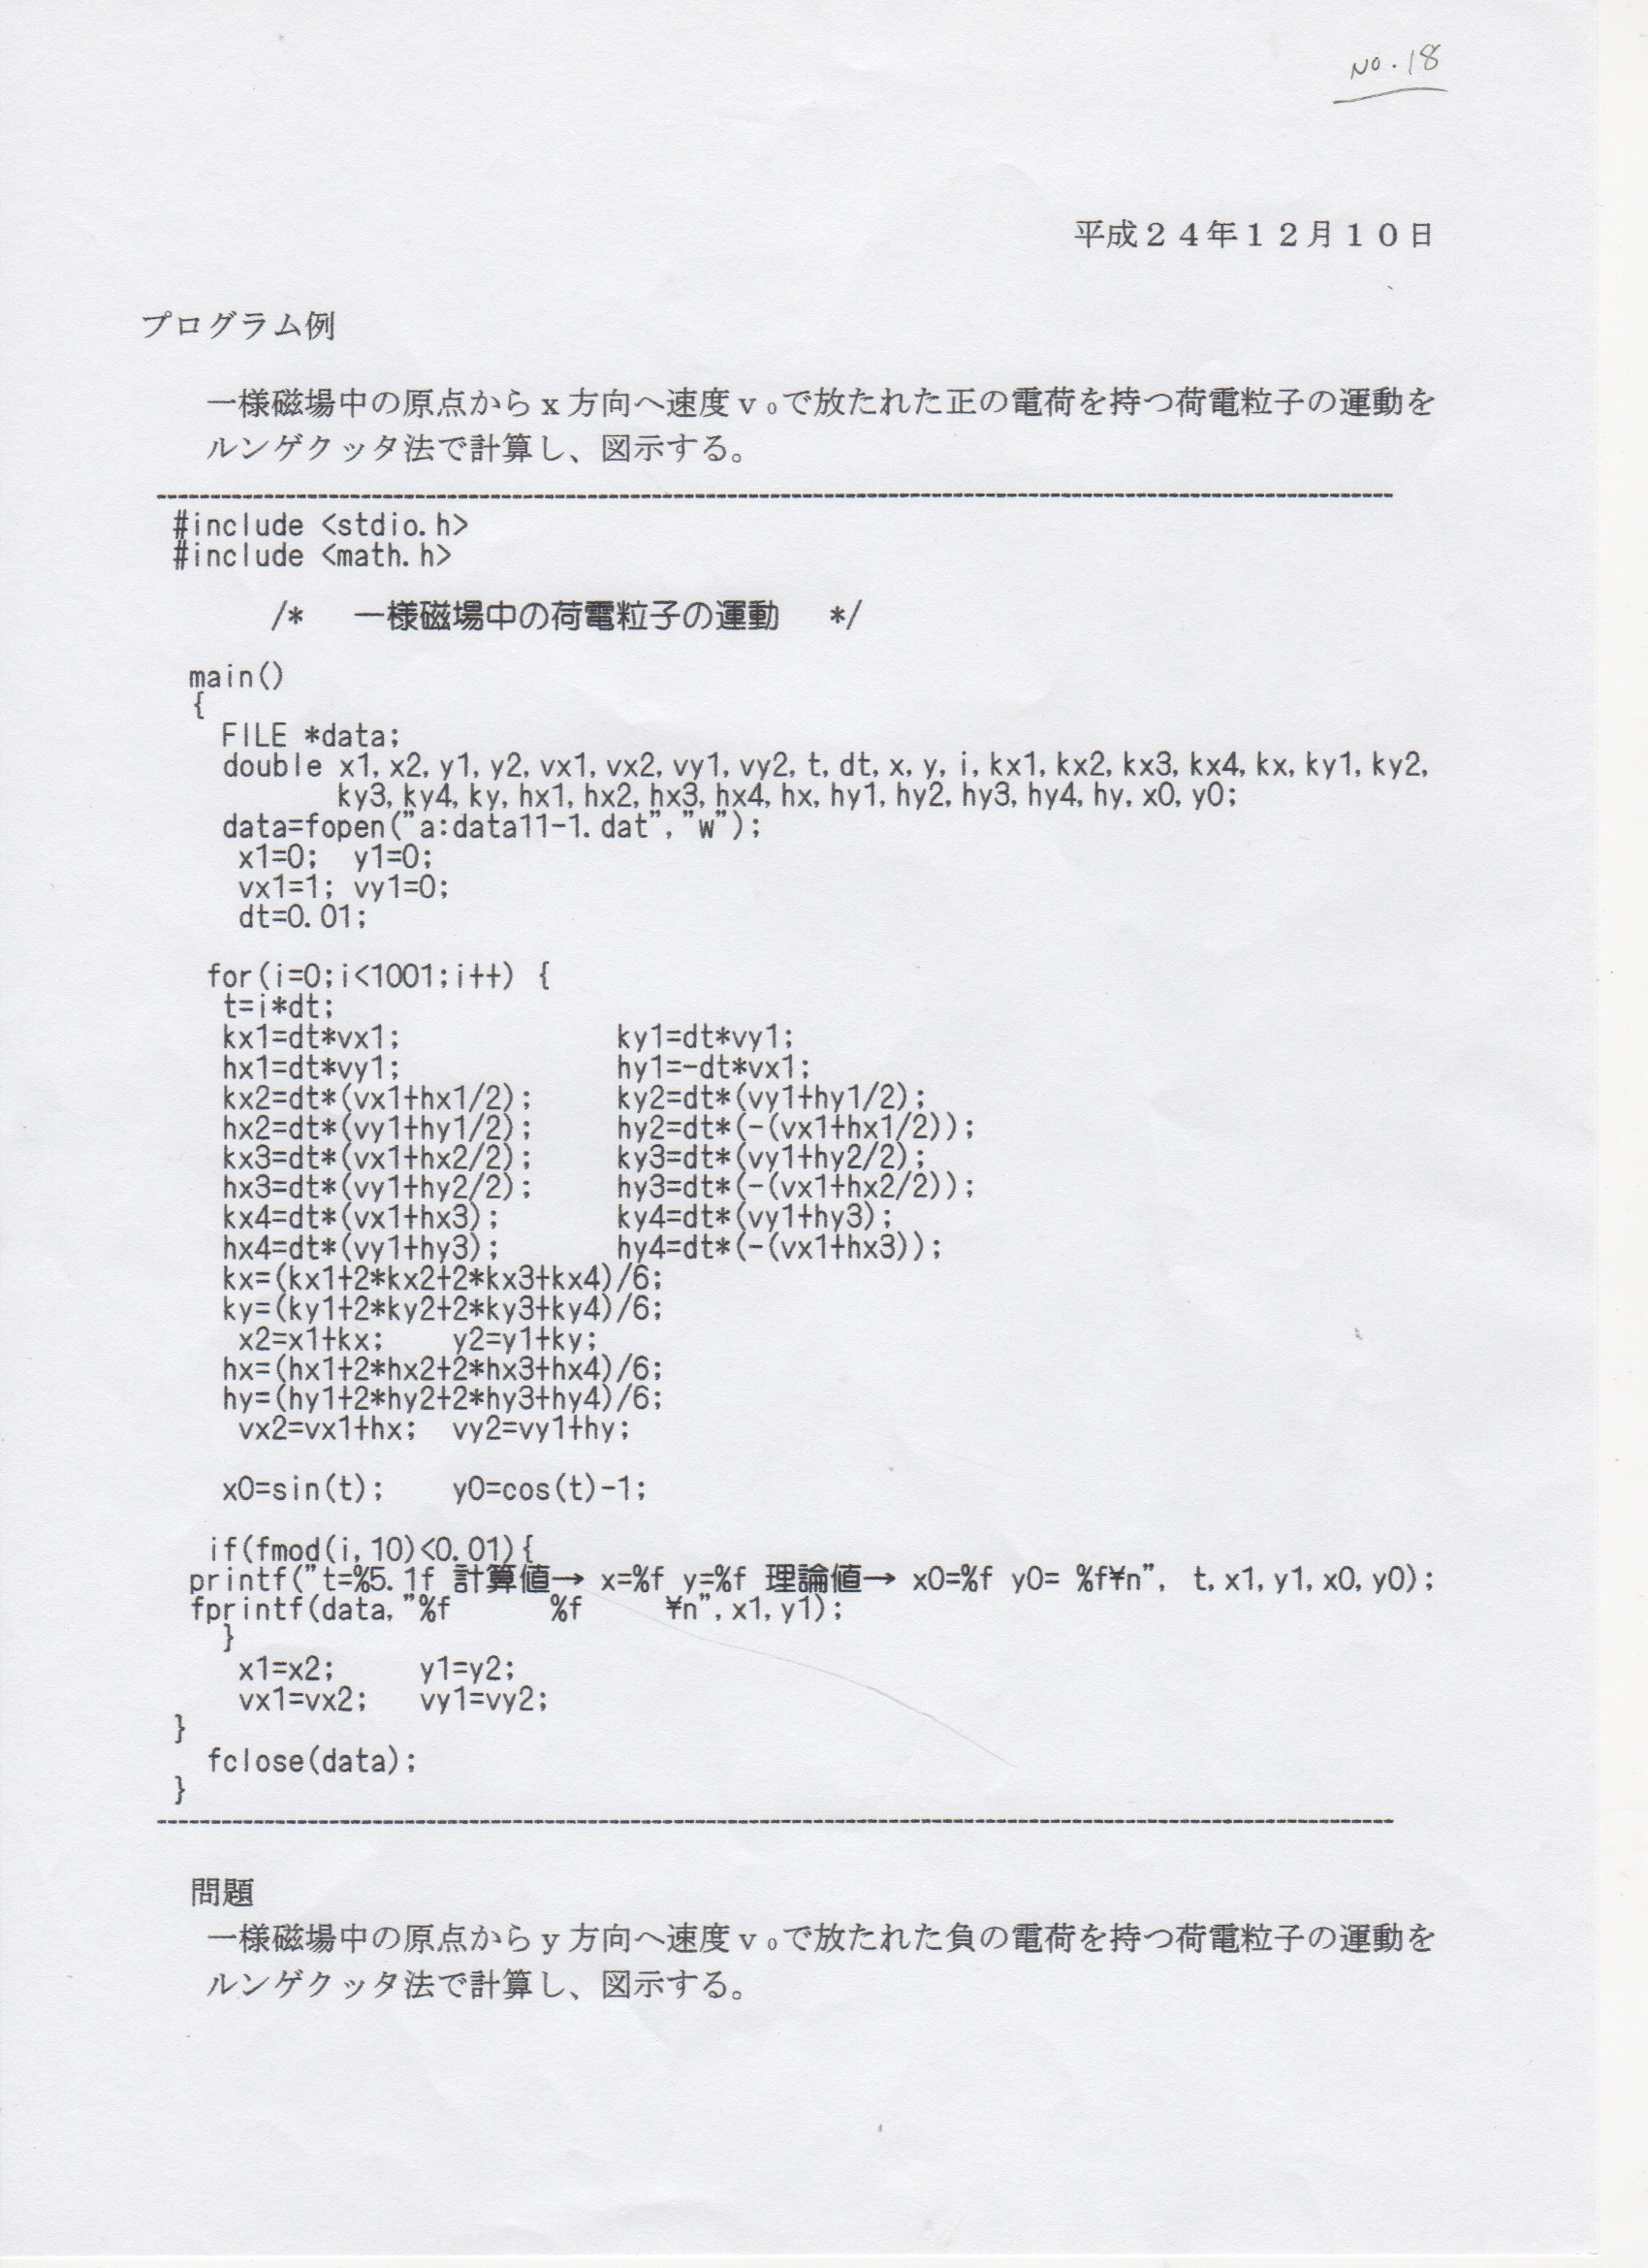 No.18
平成２４年１２月１０日
プログラム例
一様磁場中の原点からｘ方向へ速度ｖ₀で放たれた正の電荷を持つ荷電粒子の運動を
ルンゲクッタ法で計算し、図示する。
#include <stdio.h>
#include <math.h>
/*   一様磁場中の荷電粒子の運動   */
main()
{
FILE *data;
double x1,x2,y1,y2,vx1,vx2,vy1,vy2,t,dt,x,y,i,kx1,kx2,kx3,kx4,kx,ky1,ky2,
ky3,ky4,ky,hx1,hx2,hx3,hx4,hx,hy1,hy2,hy3,hy4,hy,x0,y0;
data=fopen("a:data11-1.dat","w");
x1=0;  y1=0;
vx1=1; vy1=0;
dt=0.01;
for(i=0;i<1001;i++) {
t=i*dt;
kx1=dt*vx1;             ky1=dt*vy1;
hx1=dt*vy1;             hy1=-dt*vx1;
kx2=dt*(vx1+hx1/2);     ky2=dt*(vy1+hy1/2);
hx2=dt*(vy1+hy1/2);     hy2=dt*(-(vx1+hx1/2));
kx3=dt*(vx1+hx2/2);     ky3=dt*(vy1+hy2/2);
hx3=dt*(vy1+hy2/2);     hy3=dt*(-(vx1+hx2/2));
kx4=dt*(vx1+hx3);       ky4=dt*(vy1+hy3);
hx4=dt*(vy1+hy3);       hy4=dt*(-(vx1+hx3));
kx=(kx1+2*kx2+2*kx3+kx4)/6;
ky=(ky1+2*ky2+2*ky3+ky4)/6;
x2=x1+kx;    y2=y1+ky;
hx=(hx1+2*hx2+2*hx3+hx4)/6;
hy=(hy1+2*hy2+2*hy3+hy4)/6;
vx2=vx1+hx;  vy2=vy1+hy;
x0=sin(t);    y0=cos(t)-1;
if(fmod(i,10)<0.01){
printf("t=%5.1f 計算値→ x=%f y=%f 理論値→ x0=%f y0= %f¥n", t,x1,y1,x0,y0);
fprintf(data,"%f      %f     ¥n",x1,y1);
}
x1=x2;     y1=y2;
vx1=vx2;   vy1=vy2;
}
fclose(data);
}
問題
一様磁場中の原点からｙ方向へ速度ｖ₀で放たれた負の電荷を持つ荷電粒子の運動を
ルンゲクッタ法で計算し、図示する。